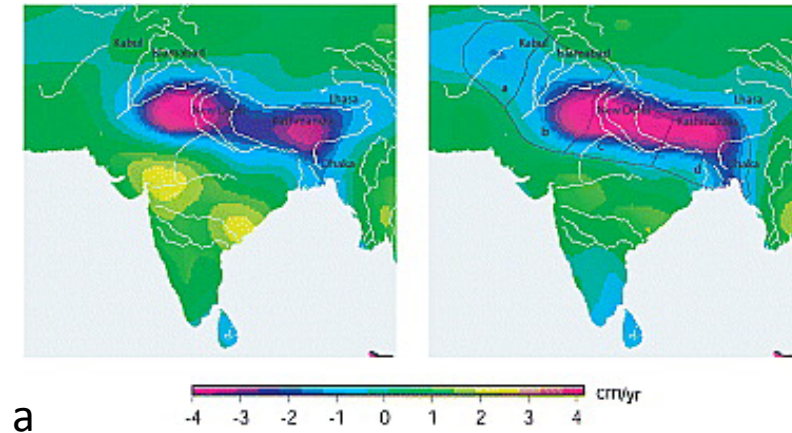 Kabul
Islamabad
New Delhi
Kathmandu
Lhasa
Dhaka
Kabul
Islamabad
a
New Delhi
Kathmandu
Lhasa
b
c
d
Dhaka
-4 -3 -2 -1 0 1 2 3 4 cm/yr
a